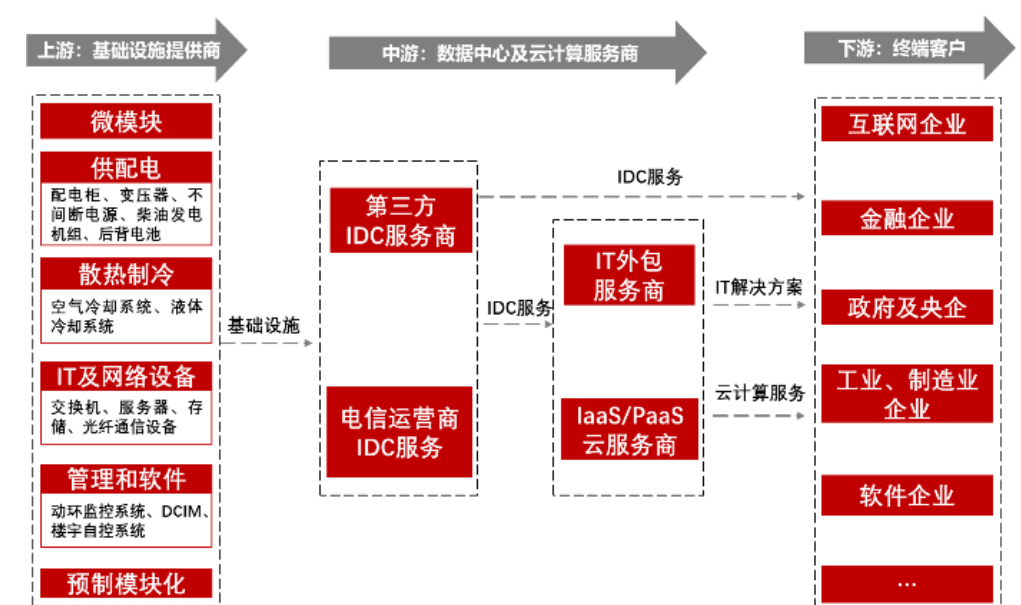 上游：基础设施提供商
中游：数据中心及云计算服务商
下游：终端客户
微模块
供配电
配电柜、变压器、不
间断电源、柴油发电
机组、后背电池
散热制冷
空气冷却系统、液体
冷却系统
IT及网络设备
交换机、服务器、存
储、光纤通信设备
管理和软件
动环监控系统、DCIM、
楼宇自控系统
预制模块化
基础设施
第三方
IDC服务商
电信运营商
IDC服务
IDC服务
IDC服务
IT外包
服务商
IaaS/PaaS
云服务商
IT解决方案
云计算服务
互联网企业
金融企业
政府及央企
工业、制造业
企业
软件企业
...